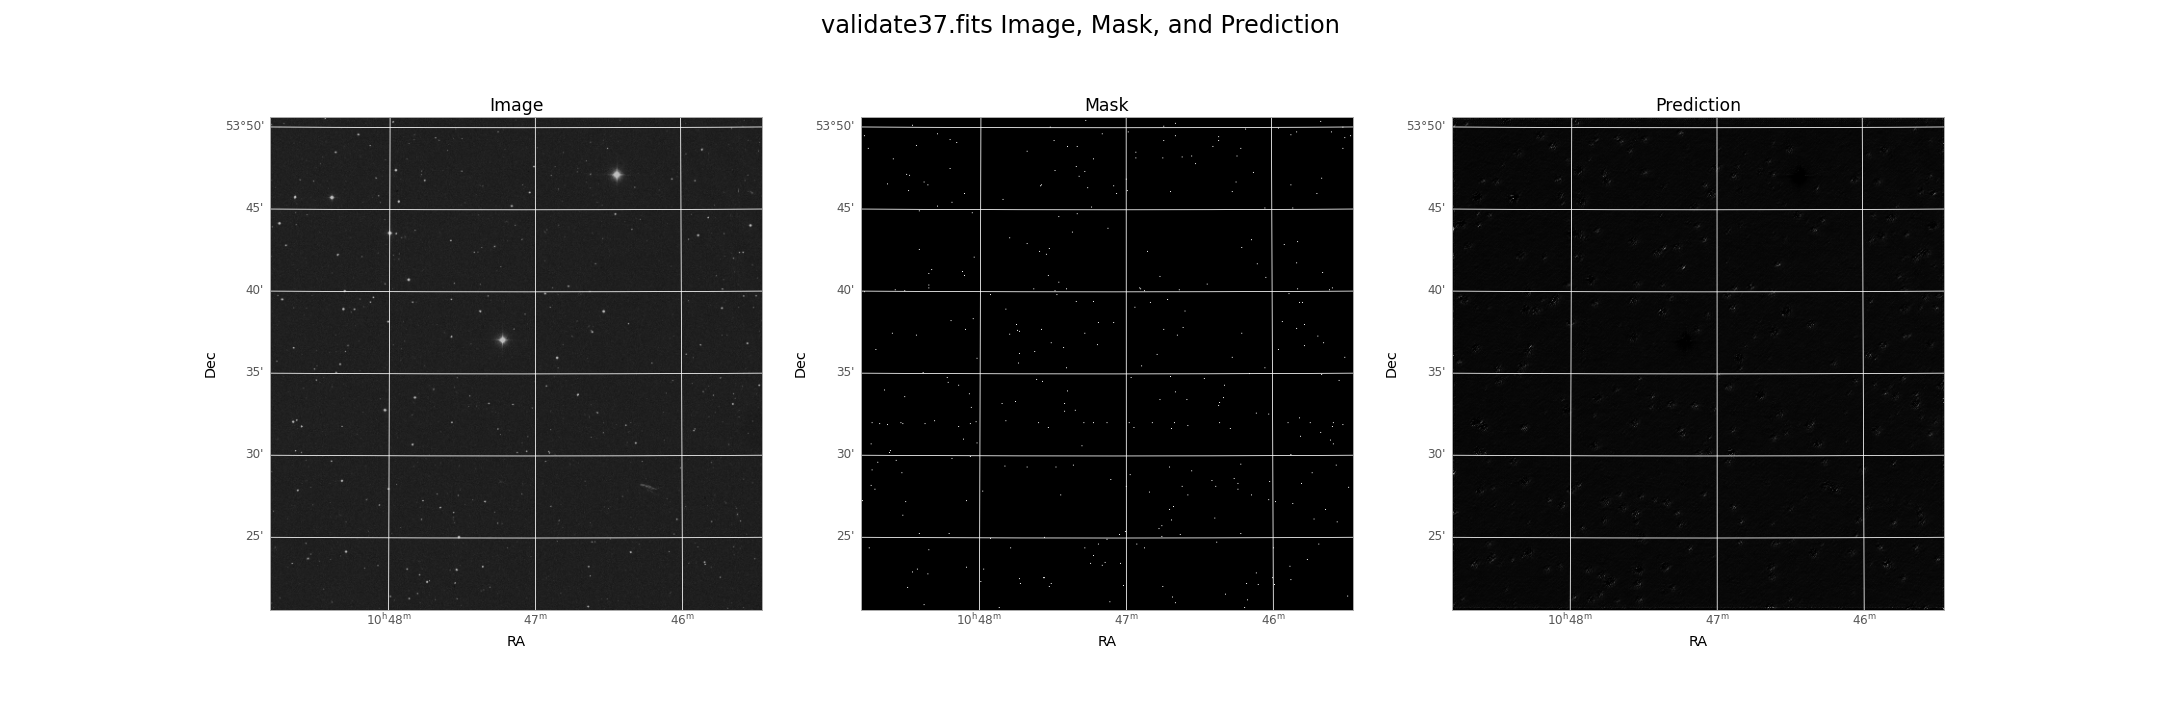 validate37.fits Image, Mask, and Prediction
Image
53°50'
45'
40'
35'
30'
25'
Dec
10ʰ48ᵐ 47ᵐ 46ᵐ
RA
Mask
53°50'
45'
40'
35'
30'
25'
Dec
10ʰ48ᵐ 47ᵐ 46ᵐ
RA
Prediction
53°50'
45'
40'
35'
30'
25'
Dec
10ʰ48ᵐ 47ᵐ 46ᵐ
RA